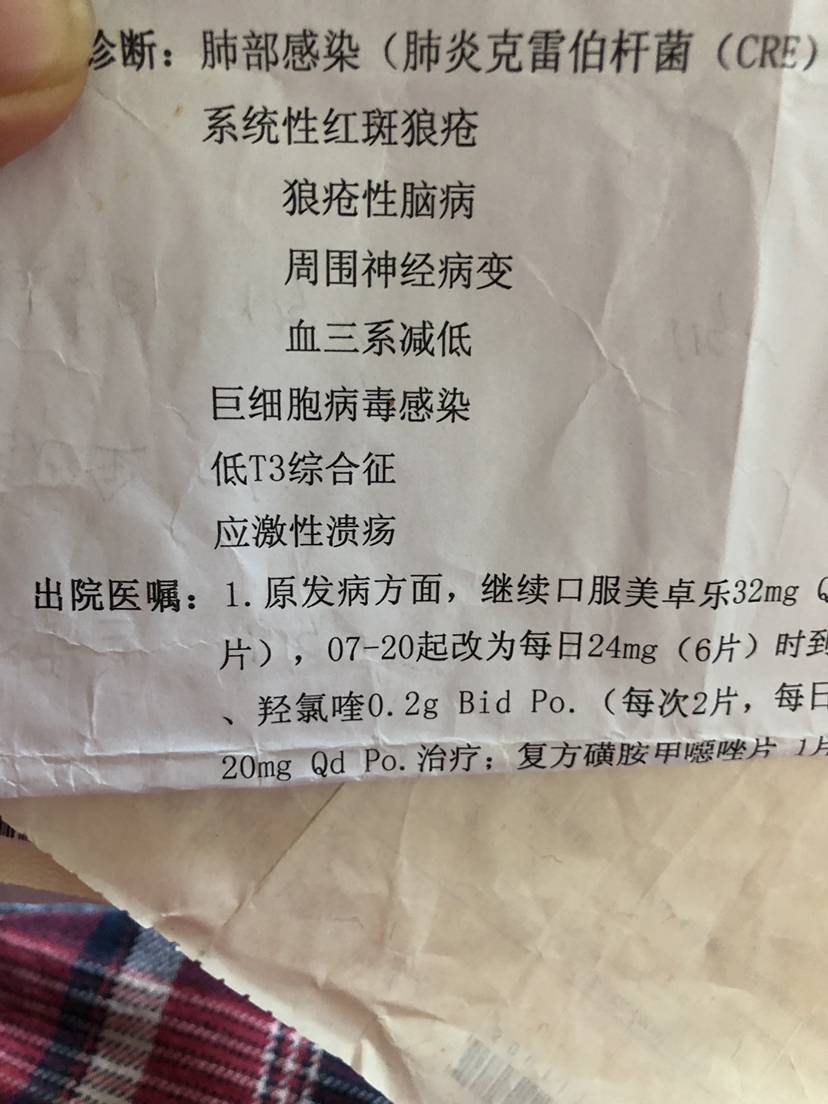 诊断：肺部感染（肺炎克雷伯杆菌（CRE）
系统性红斑狼疮
狼疮性脑病
周围神经病变
血三系减低
巨细胞病毒感染
低T3综合征
应激性溃疡
出院医嘱：1.原发病方面，继续口服美卓乐32mg Q
片），07-20起改为每日24mg（6片）时到
、羟氯喹0.2g Bid Po.（每次2片，每日
20mg Qd Po.治疗；复方磺胺甲噁唑片 1片